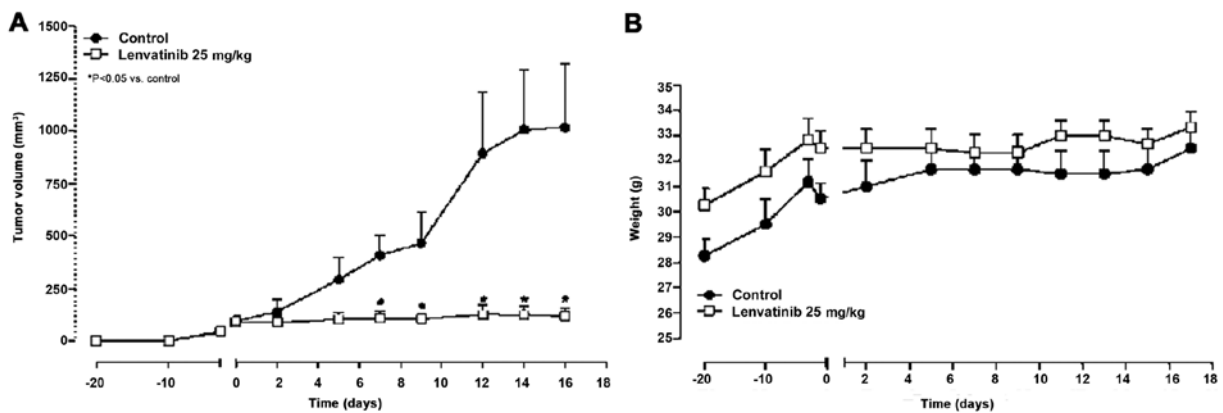 A
Control
Lenvatinib 25 mg/kg
*P<0.05 vs. control
Tumor volume (mm³)
1500
1250
1000
750
500
250
0
* * * * *
-20 -10 0 2 4 6 8 10 12 14 16 18
Time (days)
B
Weight (g)
35
34
33
32
31
30
29
28
27
26
25
Control
Lenvatinib 25 mg/kg
-20 -10 0 2 4 6 8 10 12 14 16 18
Time (days)